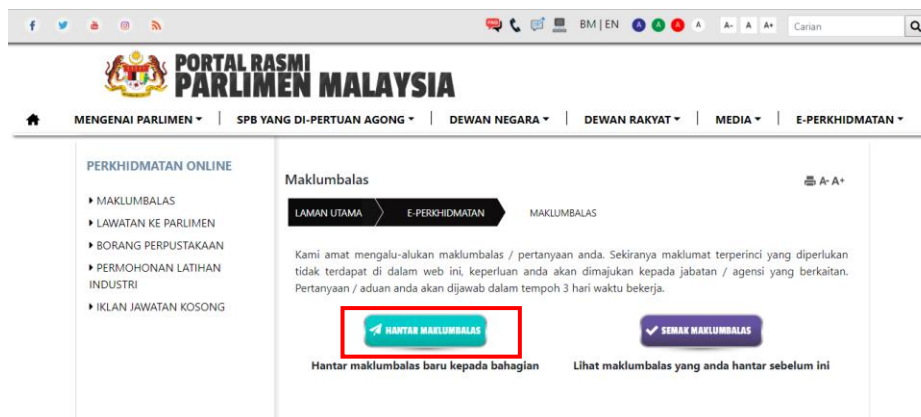 BM | EN A A A A A- A A+ Carian
PORTAL RASMI
PARLIMEN MALAYSIA
MENGENAI PARLIMEN SPB YANG DI-PERTUAN AGONG DEWAN NEGARA DEWAN RAKYAT MEDIA E-PERKHIDMATAN
PERKHIDMATAN ONLINE
MAKLUMBALAS
LAWATAN KE PARLIMEN
BORANG PERPUSTAKAAN
PERMOHONAN LATIHAN
INDUSTRI
IKLAN JAWATAN KOSONG
Maklumbalas A- A+
LAMAN UTAMA E-PERKHIDMATAN MAKLUMBALAS
Kami amat mengalu-alukan maklumbalas / pertanyaan anda. Sekiranya maklumat terperinci yang diperlukan
tidak terdapat di dalam web ini, keperluan anda akan dimajukan kepada jabatan / agensi yang berkaitan.
Pertanyaan / aduan anda akan dijawab dalam tempoh 3 hari waktu bekerja.
HANTAR MAKLUMBALAS SEMAK MAKLUMBALAS
Hantar maklumbalas baru kepada bahagian Lihat maklumbalas yang anda hantar sebelum ini